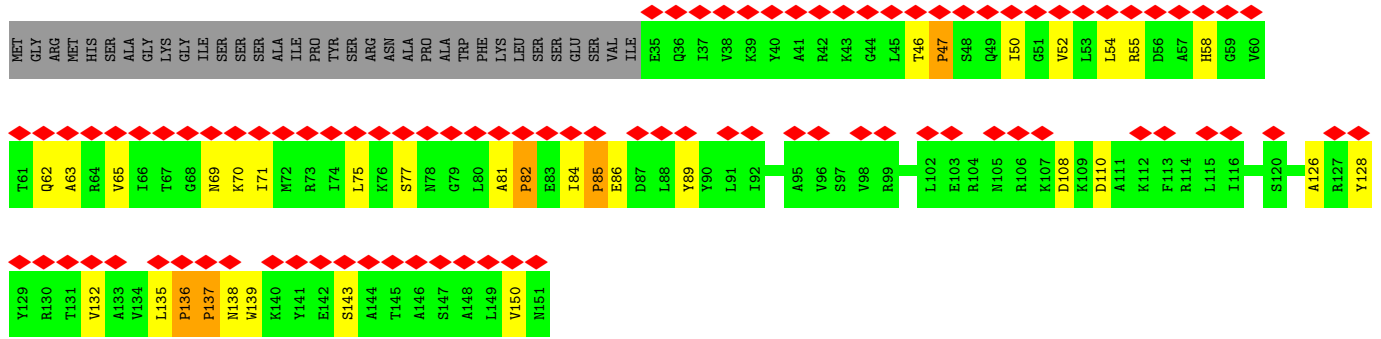 MET GLY ARG MET HIS SER ALA GLY LYS GLY ILE SER SER SER ALA ILE PRO TYR SER ARG ASN ALA PRO ALA TRP PHE LYS LEU SER SER GLU SER VAL ILE E35 Q36 I37 V38 K39 Y40 A41 R42 K43 G44 L45 T46 P47 S48 Q49 I50 G51 V52 L53 L54 R55 D56 A57 H58 G59 V60
T61 Q62 A63 R64 V65 I66 T67 G68 N69 K70 I71 M72 R73 I74 L75 K76 S77 N78 G79 L80 A81 P82 E83 I84 P85 E86 D87 L88 Y89 Y90 L91 I92 A95 V96 S97 V98 R99 L102 E103 R104 N105 R106 K107 D108 K109 D110 A111 K112 F113 R114 L115 I116 S120 A126 R127 Y128
Y129 R130 T131 V132 A133 V134 L135 P136 P137 N138 W139 K140 Y141 E142 S143 A144 T145 A146 S147 A148 L149 V150 N151